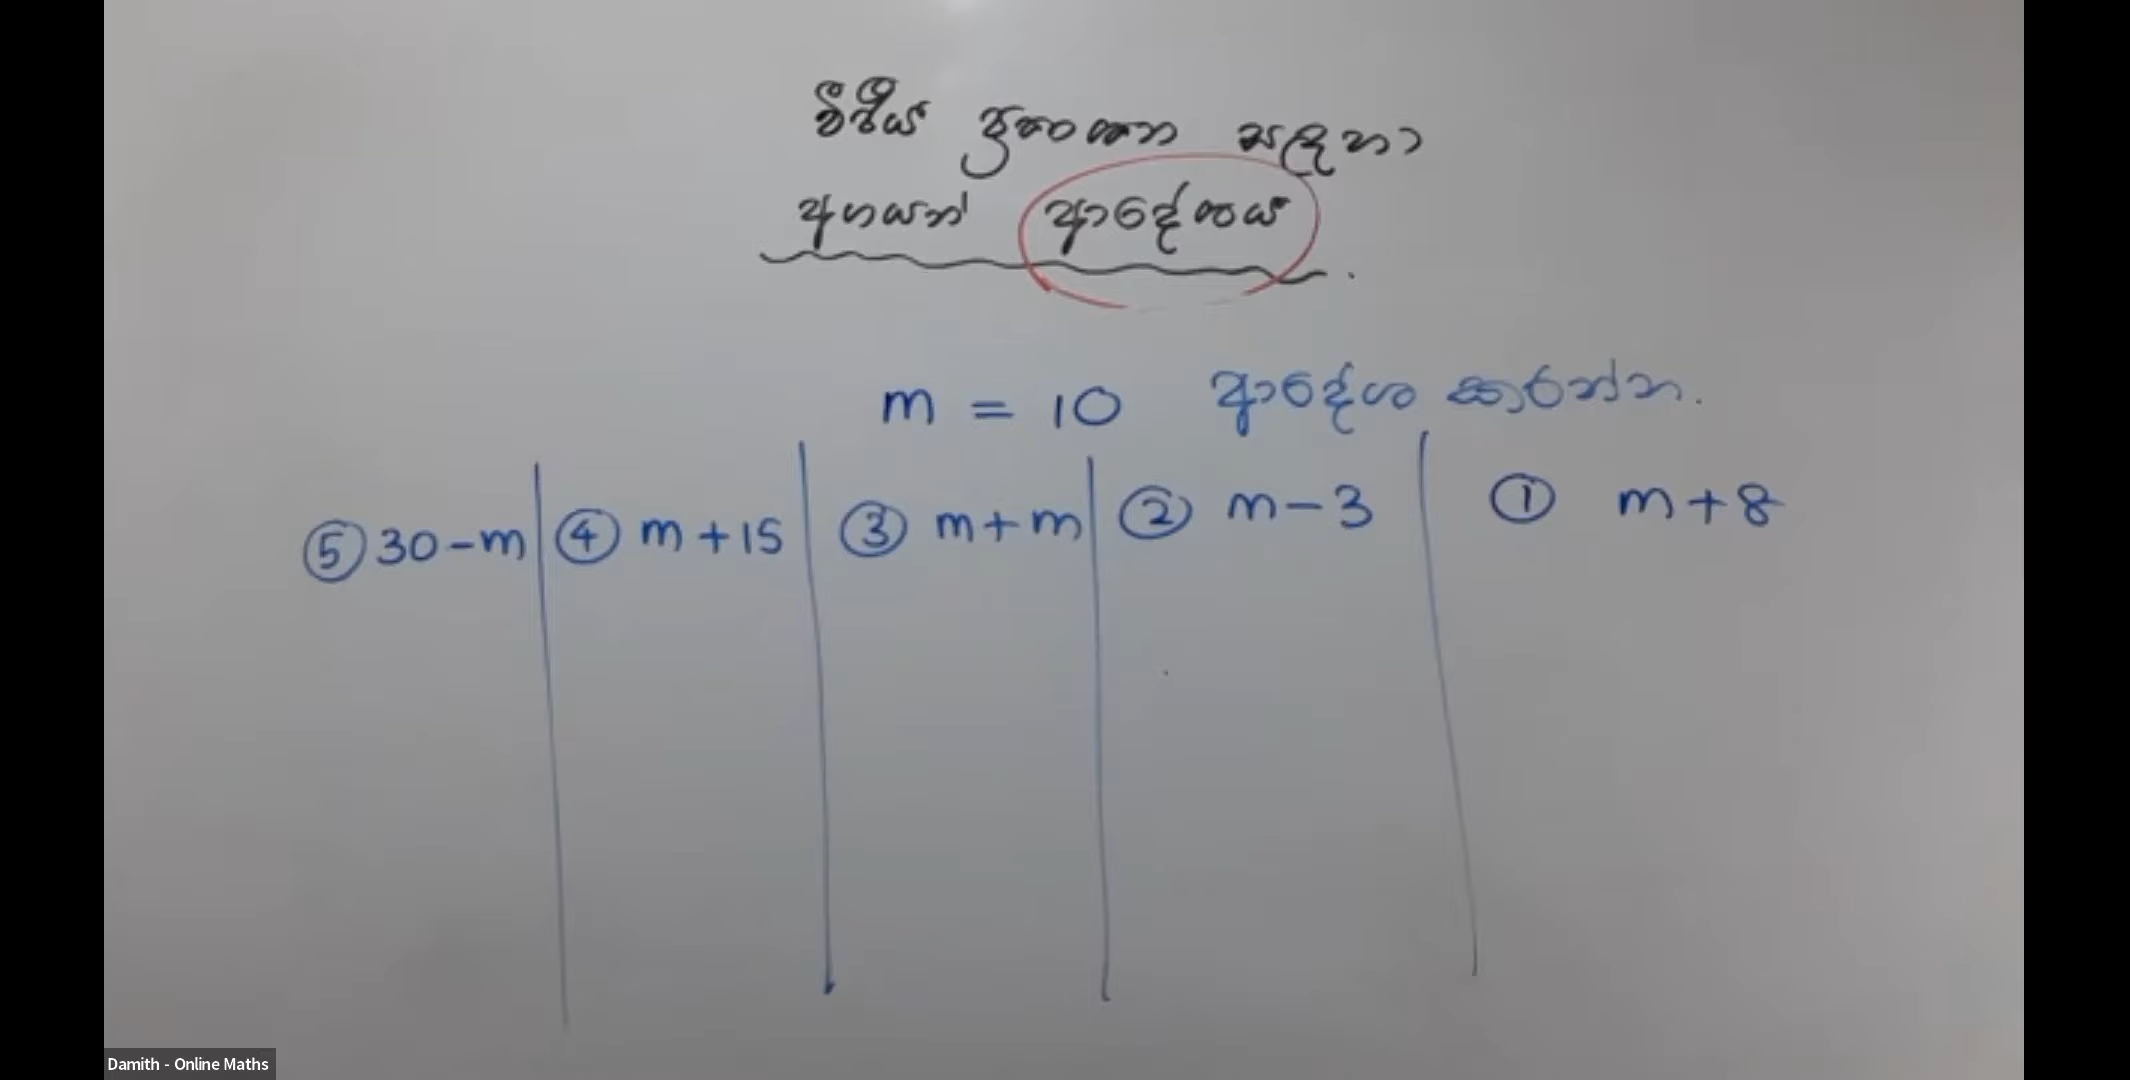 වීජීය ප්‍රකාශන සඳහා
අගයන් ආදේශය.
m = 10 ආදේශ කරන්න.
⑤ 30 - m ④ m + 15 ③ m + m ② m - 3 ① m + 8
Damith - Online Maths